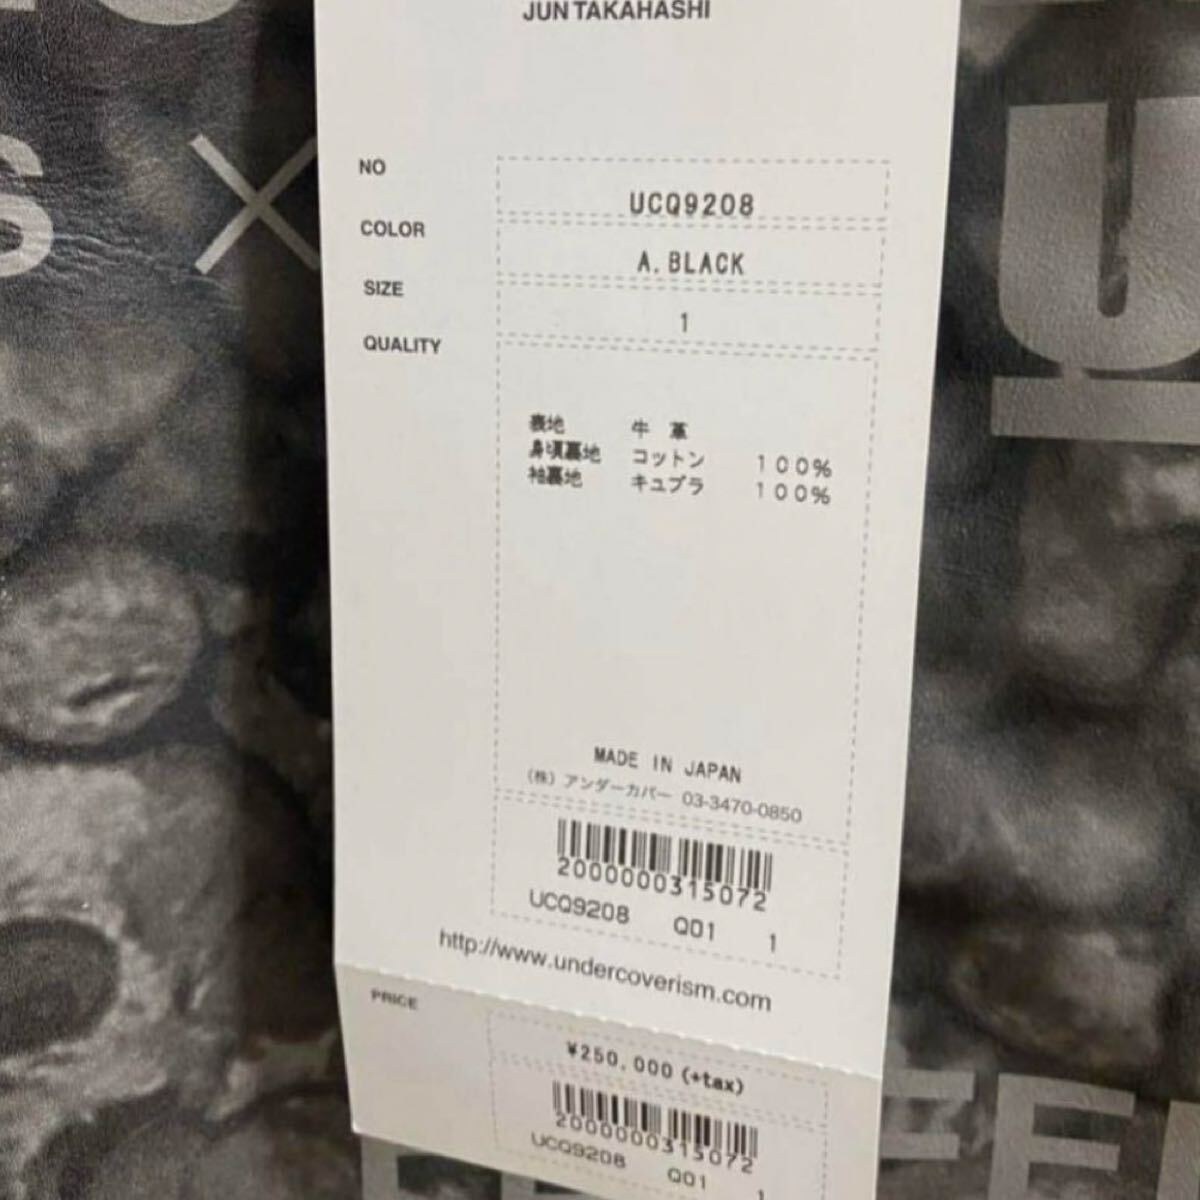 JUN TAKAHASHI
S ×
U
NO UCQ9208
COLOR A.BLACK
SIZE 1
QUALITY
表地 牛 革
身頃裏地 コットン 100%
袖裏地 キュプラ 100%
MADE IN JAPAN
(株) アンダーカバー 03-3470-0850
2000000315072
UCQ9208 Q01 1
http://www.undercoverism.com
PRICE
¥250,000 (+tax)
2000000315072
UCQ9208 Q01 1